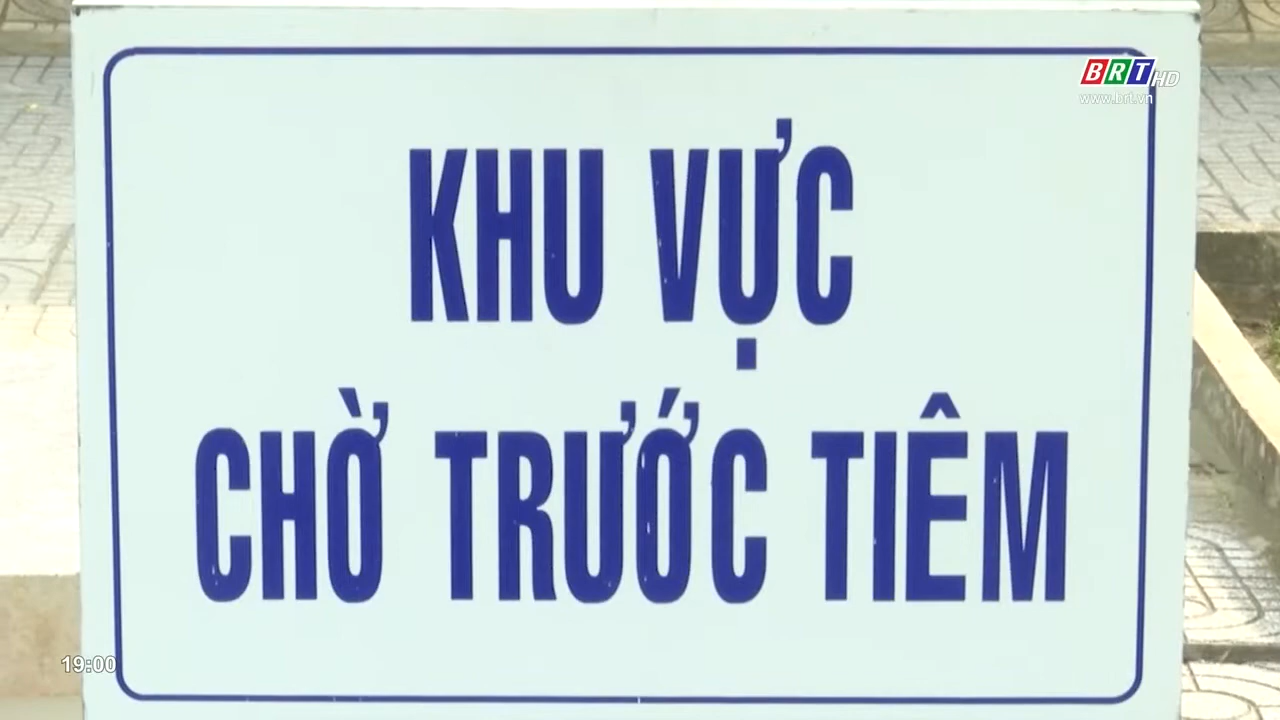 BRT HD
www.brt.vn
KHU VỰC
CHỜ TRƯỚC TIÊM
19:00